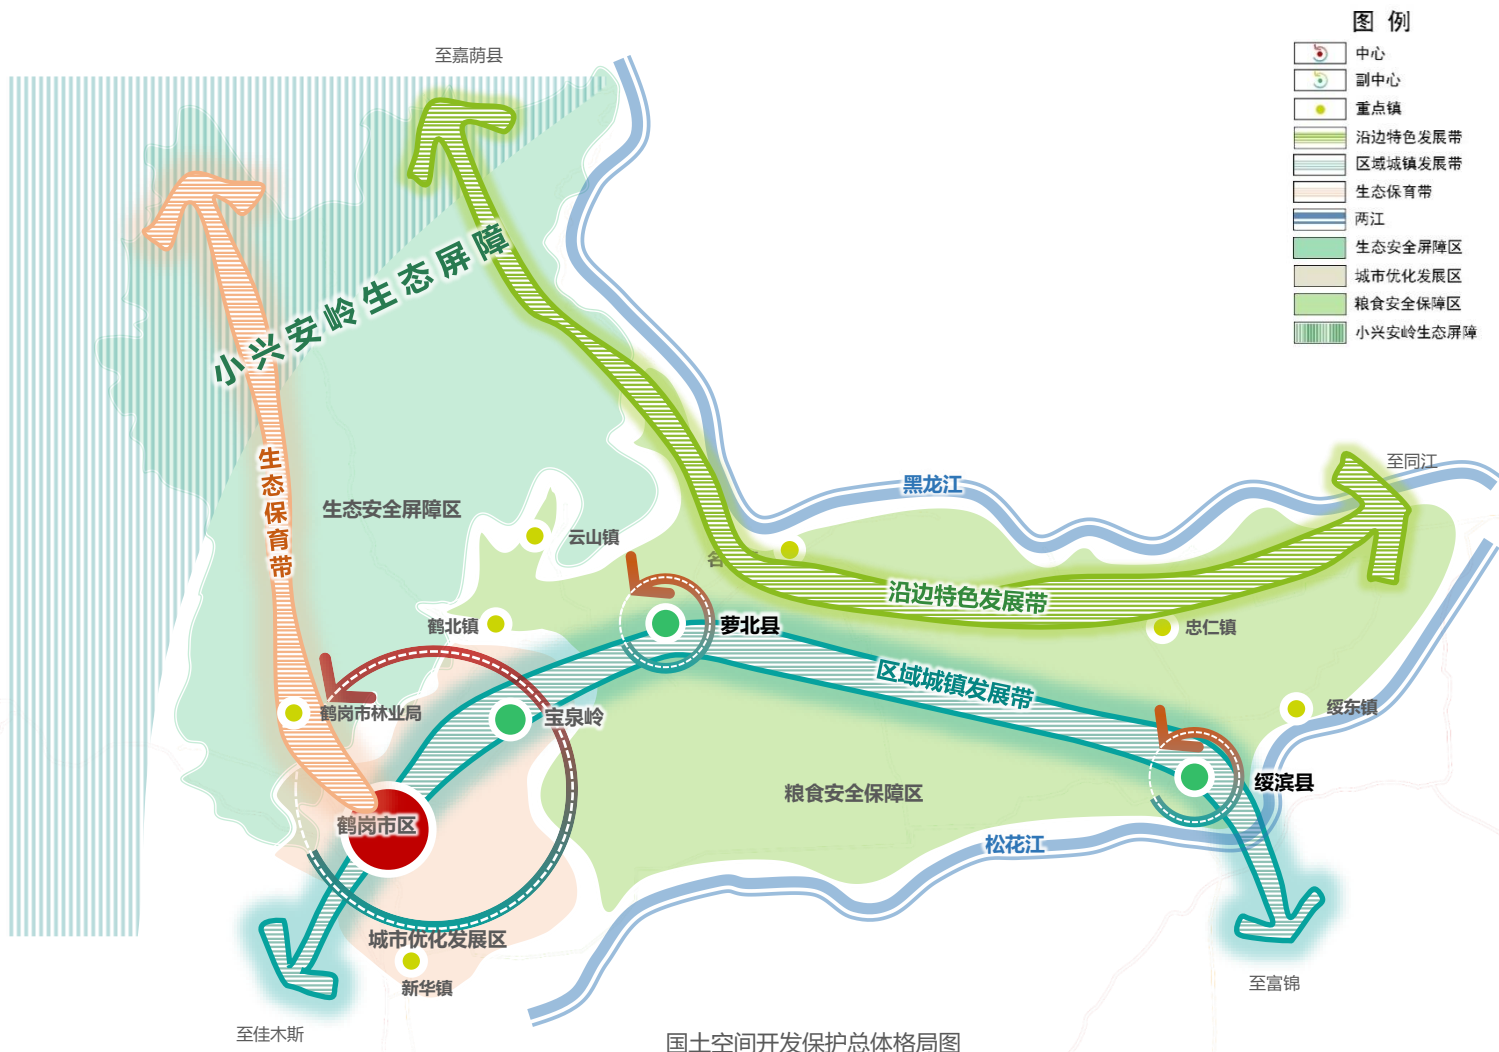 图 例
中心
副中心
重点镇
沿边特色发展带
区域城镇发展带
生态保育带
两江
生态安全屏障区
城市优化发展区
粮食安全保障区
小兴安岭生态屏障
至嘉荫县
小兴安岭生态屏障
至同江
黑龙江
生态保育带
生态安全屏障区
云山镇
名
沿边特色发展带
鹤北镇
萝北县
忠仁镇
区域城镇发展带
鹤岗市林业局
宝泉岭
绥东镇
绥滨县
粮食安全保障区
鹤岗市区
松花江
城市优化发展区
新华镇
至富锦
至佳木斯
国土空间开发保护总体格局图